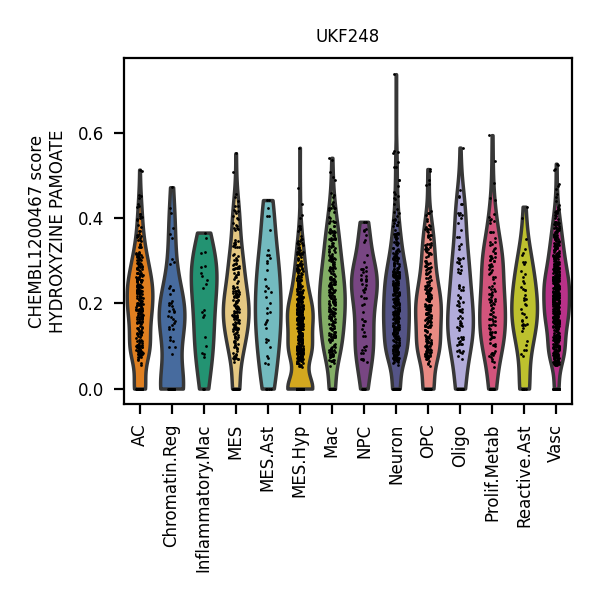 UKF248
CHEMBL1200467 score
HYDROXYZINE PAMOATE
0.6
0.4
0.2
0.0
AC
Chromatin.Reg
Inflammatory.Mac
MES
MES.Ast
MES.Hyp
Mac
NPC
Neuron
OPC
Oligo
Prolif.Metab
Reactive.Ast
Vasc